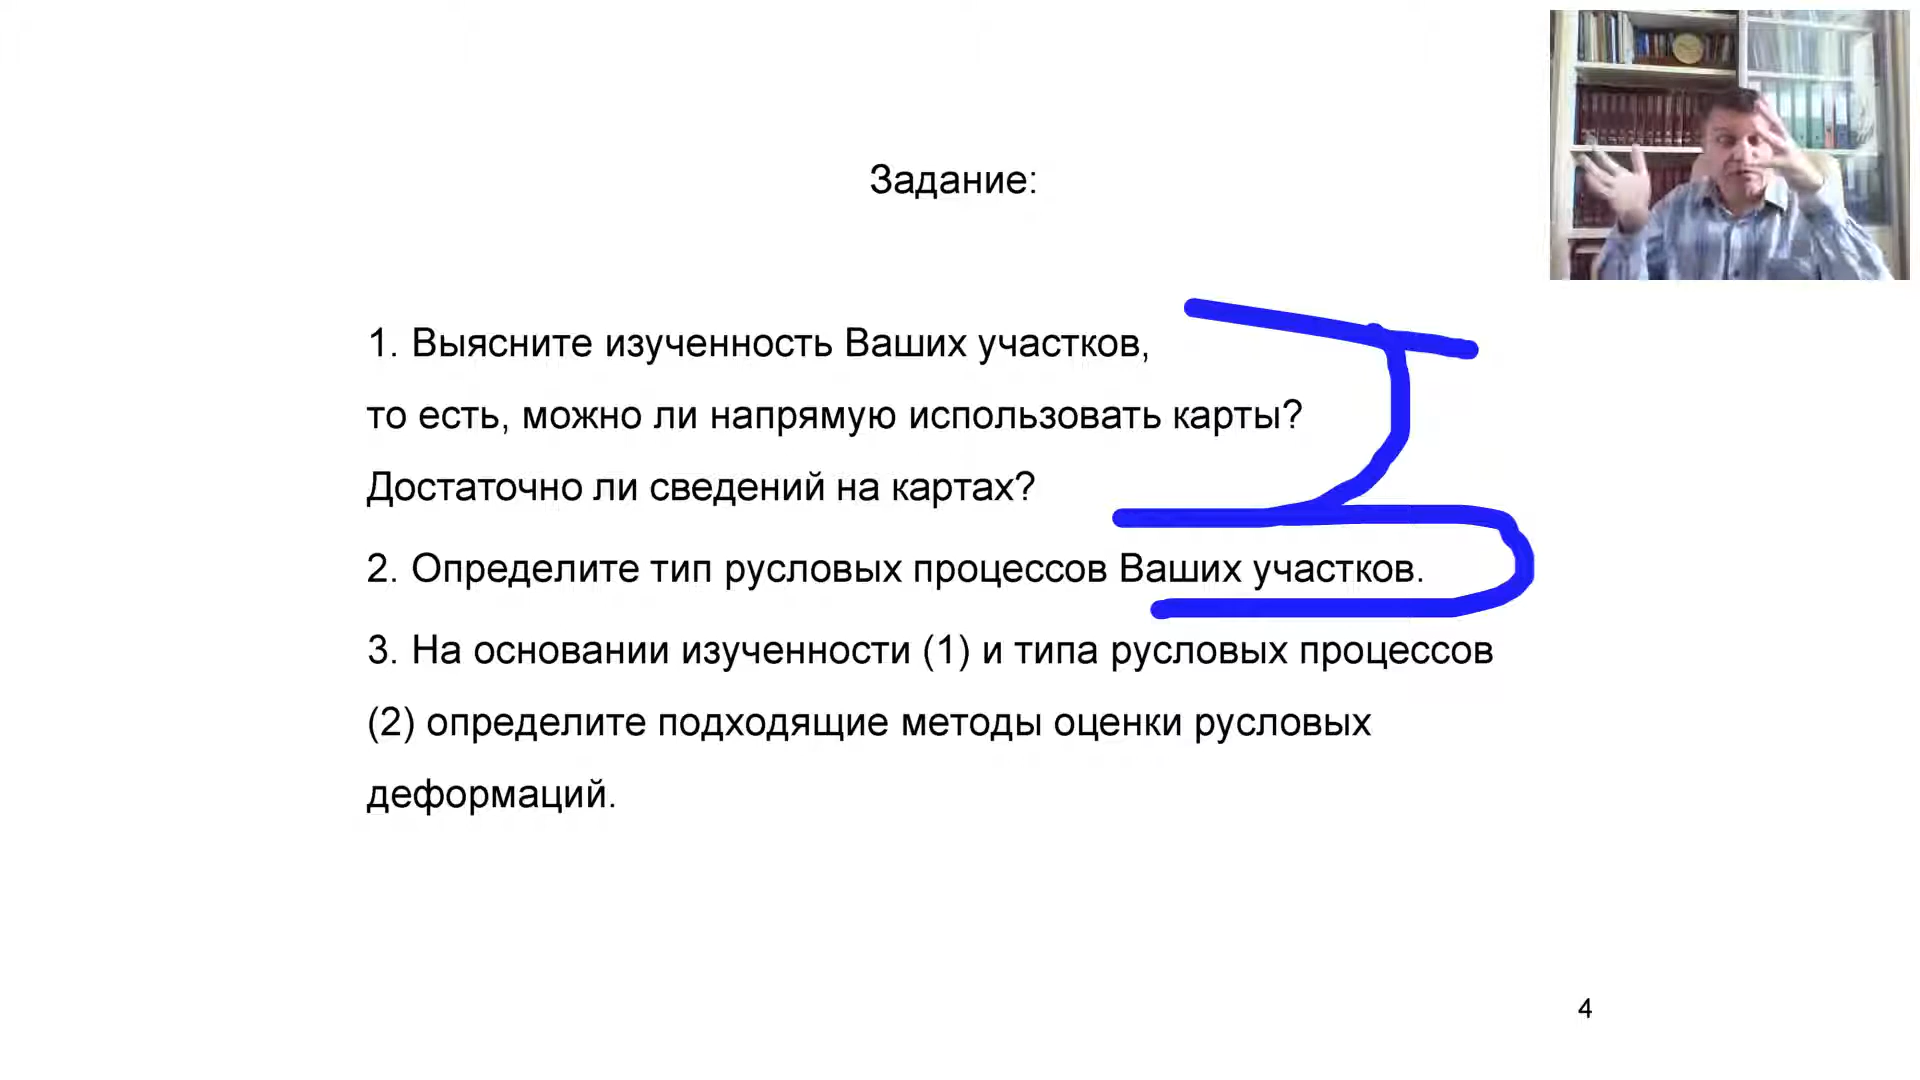 Задание:
1. Выясните изученность Ваших участков,
то есть, можно ли напрямую использовать карты?
Достаточно ли сведений на картах?
2. Определите тип русловых процессов Ваших участков.
3. На основании изученности (1) и типа русловых процессов
(2) определите подходящие методы оценки русловых
деформаций.
4